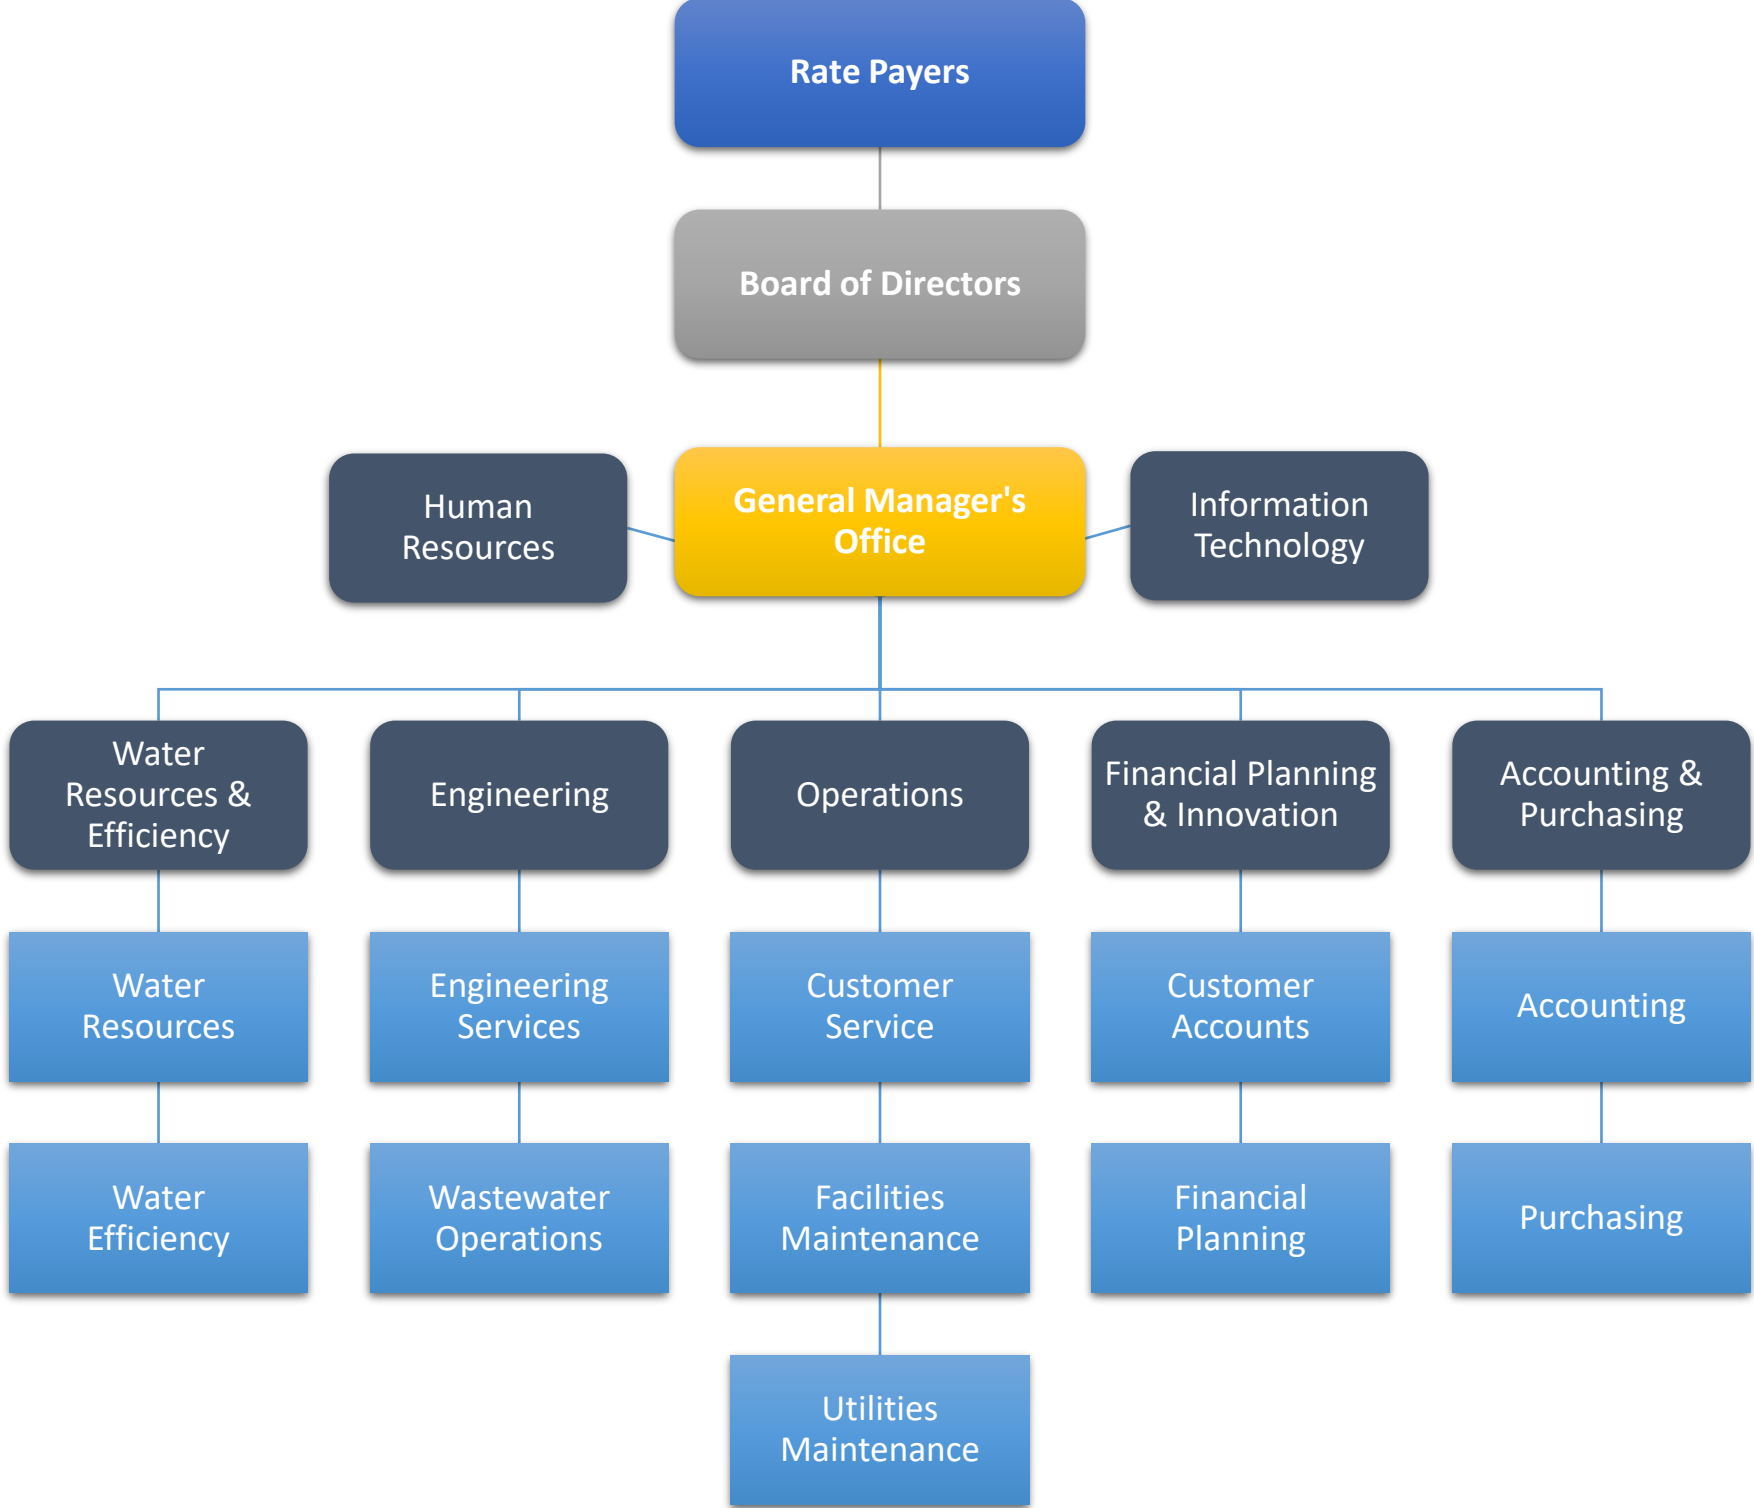 Rate Payers
Board of Directors
Human
Resources
General Manager's
Office
Information
Technology
Water
Resources &
Efficiency
Engineering
Operations
Financial Planning
& Innovation
Accounting &
Purchasing
Water
Resources
Engineering
Services
Customer
Service
Customer
Accounts
Accounting
Water
Efficiency
Wastewater
Operations
Facilities
Maintenance
Financial
Planning
Purchasing
Utilities
Maintenance